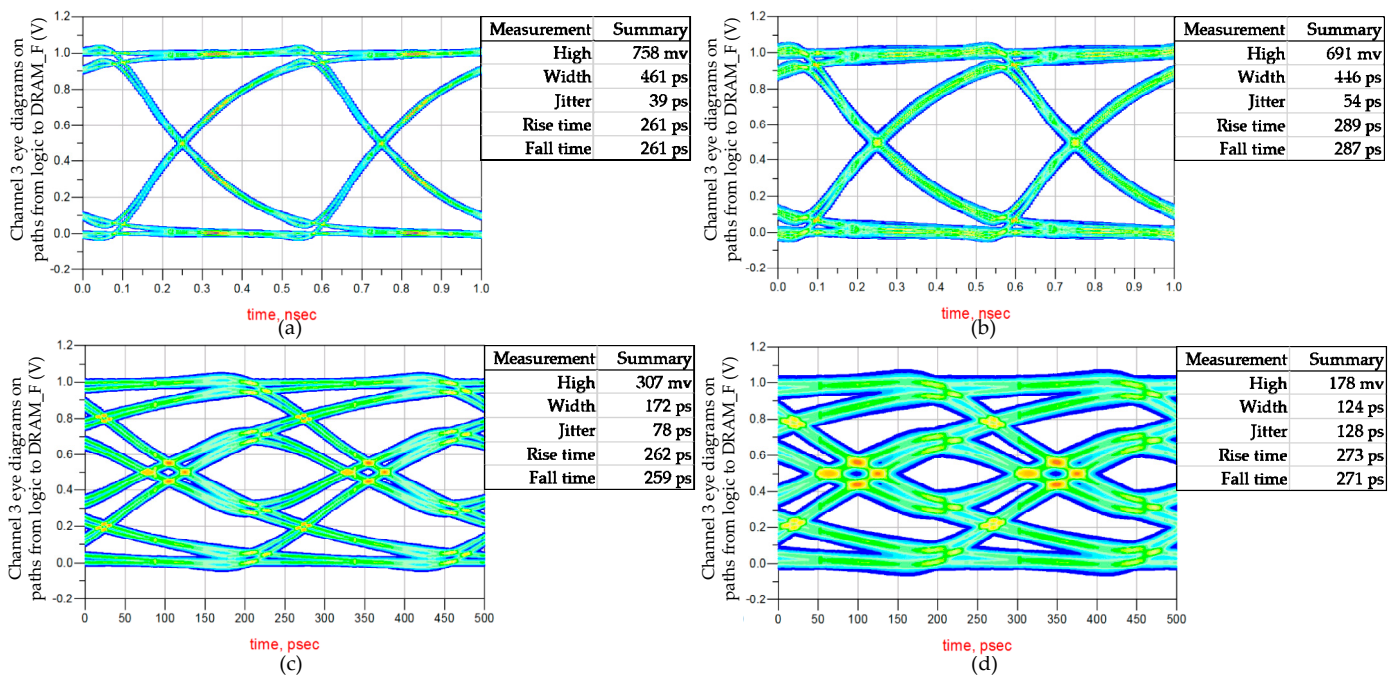 Channel 3 eye diagrams on
paths from logic to DRAM_F (V)
1.2
1.0
0.8
0.6
0.4
0.2
0.0
-0.2
0.0 0.1 0.2 0.3 0.4 0.5 0.6 0.7 0.8 0.9 1.0
time, nsec
(a)
Measurement Summary
High 758 mv
Width 461 ps
Jitter 39 ps
Rise time 261 ps
Fall time 261 ps
Channel 3 eye diagrams on
paths from logic to DRAM_F (V)
1.2
1.0
0.8
0.6
0.4
0.2
0.0
-0.2
0.0 0.1 0.2 0.3 0.4 0.5 0.6 0.7 0.8 0.9 1.0
time, nsec
(b)
Measurement Summary
High 691 mv
Width 446 ps
Jitter 54 ps
Rise time 289 ps
Fall time 287 ps
Channel 3 eye diagrams on
paths from logic to DRAM_F (V)
1.2
1.0
0.8
0.6
0.4
0.2
0.0
-0.2
0 50 100 150 200 250 300 350 400 450 500
time, psec
(c)
Measurement Summary
High 307 mv
Width 172 ps
Jitter 78 ps
Rise time 262 ps
Fall time 259 ps
Channel 3 eye diagrams on
paths from logic to DRAM_F (V)
1.2
1.0
0.8
0.6
0.4
0.2
0.0
-0.2
0 50 100 150 200 250 300 350 400 450 500
time, psec
(d)
Measurement Summary
High 178 mv
Width 124 ps
Jitter 128 ps
Rise time 273 ps
Fall time 271 ps